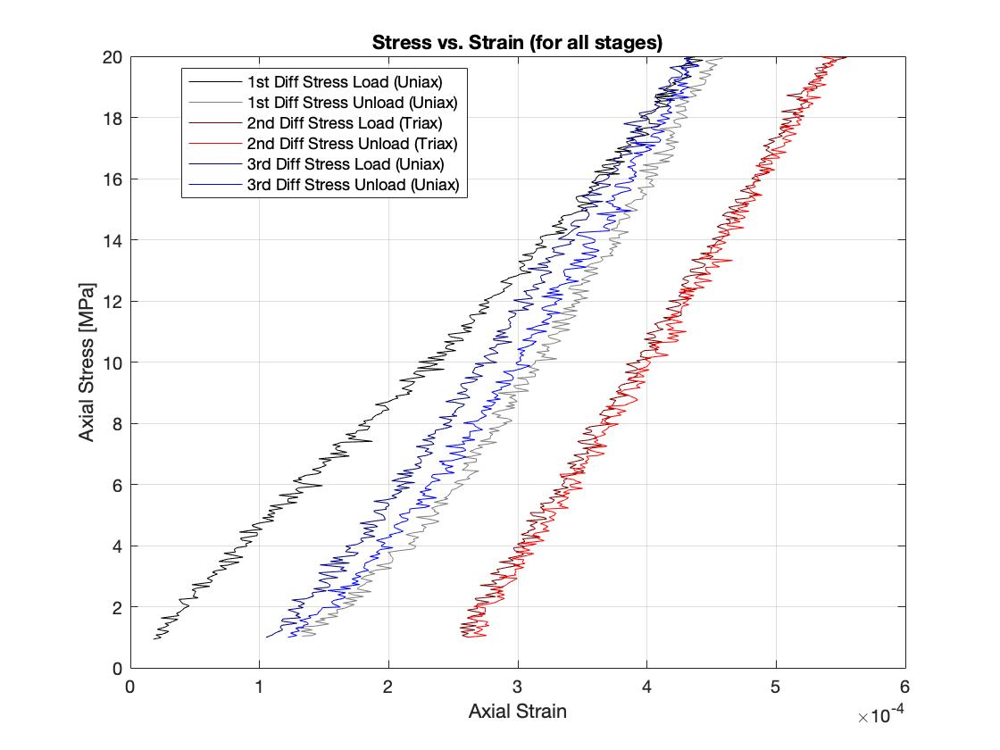 Stress vs. Strain (for all stages)
20
18
16
14
12
10
8
6
4
2
0
Axial Stress [MPa]
1st Diff Stress Load (Uniax)
1st Diff Stress Unload (Uniax)
2nd Diff Stress Load (Triax)
2nd Diff Stress Unload (Triax)
3rd Diff Stress Load (Uniax)
3rd Diff Stress Unload (Uniax)
0 1 2 3 4 5 6
Axial Strain
×10⁻⁴